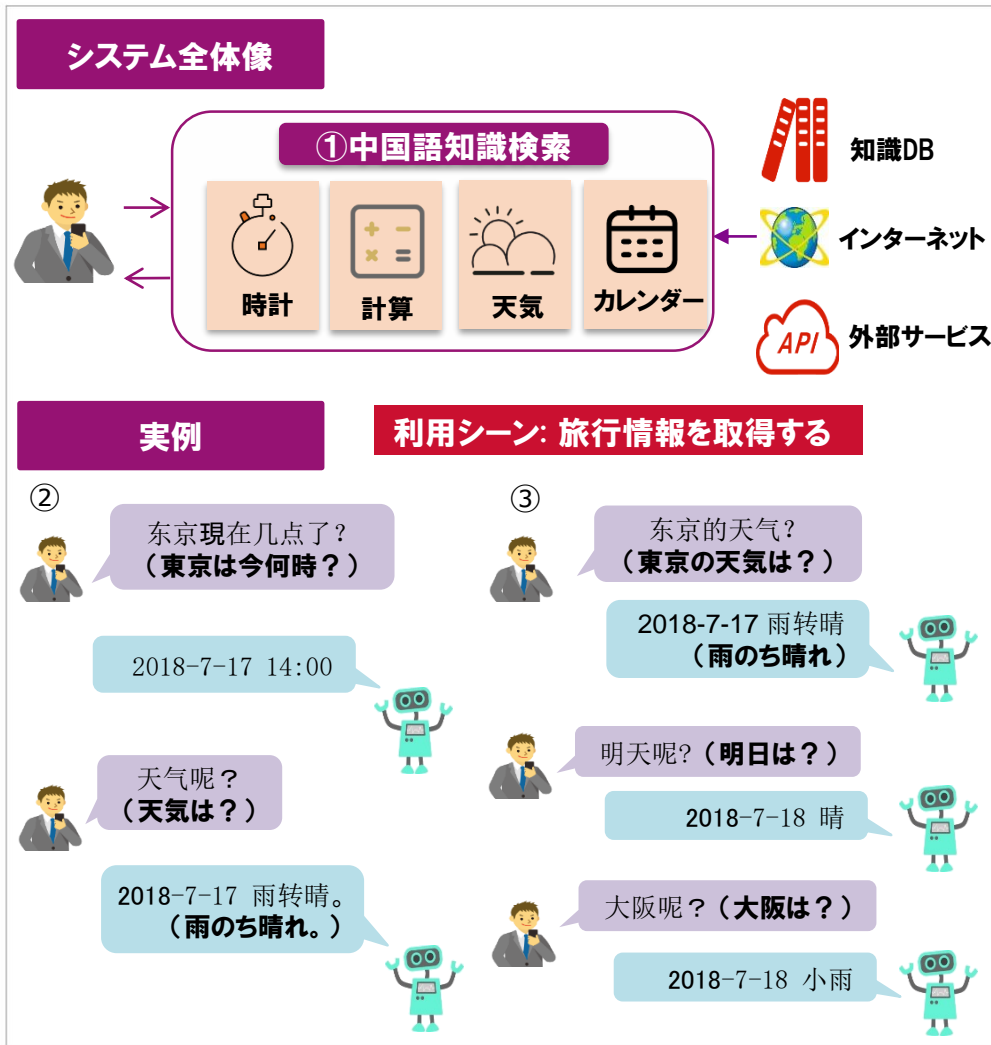 システム全体像
①中国語知識検索
時計
計算
天気
カレンダー
知識DB
インターネット
API
外部サービス
実例
利用シーン: 旅行情報を取得する
②
东京現在几点了？
（東京は今何時？）
2018-7-17 14:00
天气呢？
（天気は？）
2018-7-17 雨转晴。
（雨のち晴れ。）
③
东京的天气？
（東京の天気は？）
2018-7-17 雨转晴
（雨のち晴れ）
明天呢?（明日は？）
2018-7-18 晴
大阪呢？（大阪は？）
2018-7-18 小雨